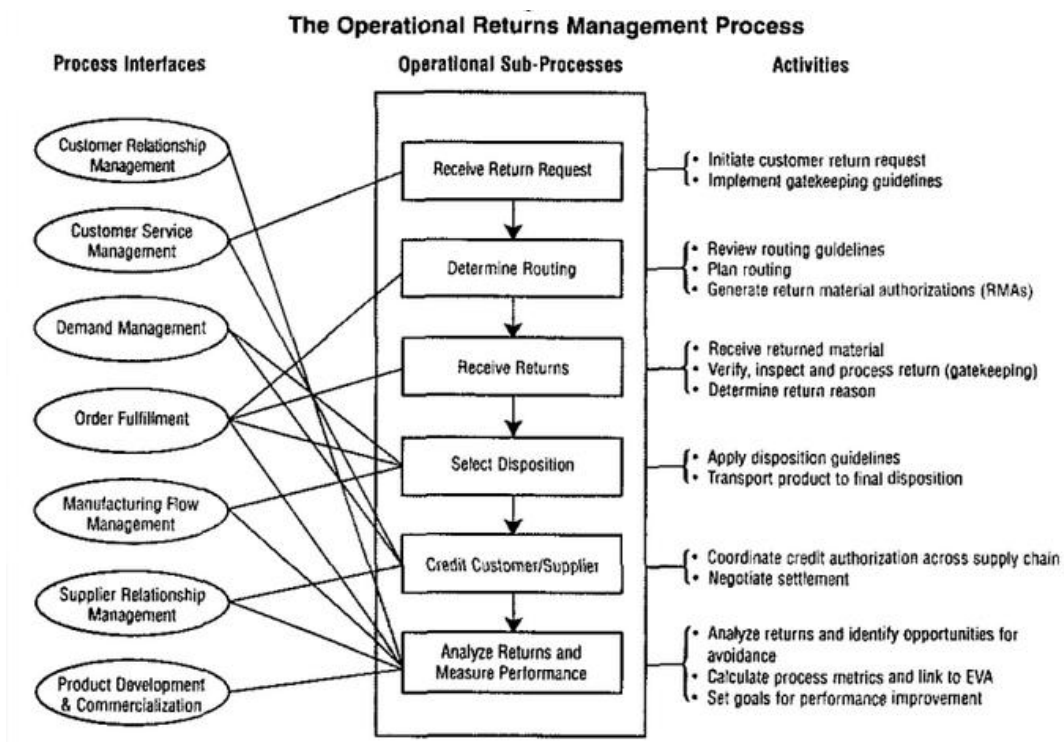 The Operational Returns Management Process
Process Interfaces
Operational Sub-Processes
Activities
Customer Relationship
Management
Customer Service
Management
Demand Management
Order Fulfillment
Manufacturing Flow
Management
Supplier Relationship
Management
Product Development
& Commercialization
Receive Return Request
Determine Routing
Receive Returns
Select Disposition
Credit Customer/Supplier
Analyze Returns and
Measure Performance
• Initiate customer return request
• Implement gatekeeping guidelines
• Review routing guidelines
• Plan routing
• Generate return material authorizations (RMAs)
• Receive returned material
• Verify, inspect and process return (gatekeeping)
• Determine return reason
• Apply disposition guidelines
• Transport product to final disposition
• Coordinate credit authorization across supply chain
• Negotiate settlement
• Analyze returns and identify opportunities for
avoidance
• Calculate process metrics and link to EVA
• Set goals for performance improvement